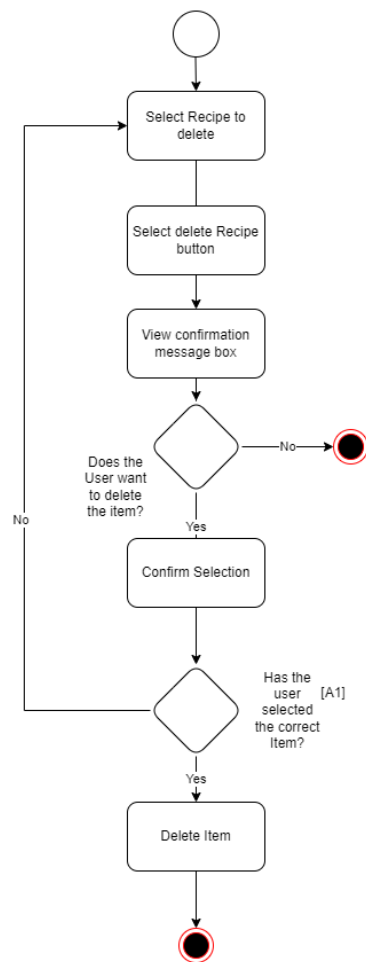 Select Recipe to
delete
Select delete Recipe
button
View confirmation
message box
Does the
User want
to delete
the item?
No
No
Yes
Confirm Selection
Has the
user
selected
the correct
Item?
[A1]
Yes
Delete Item